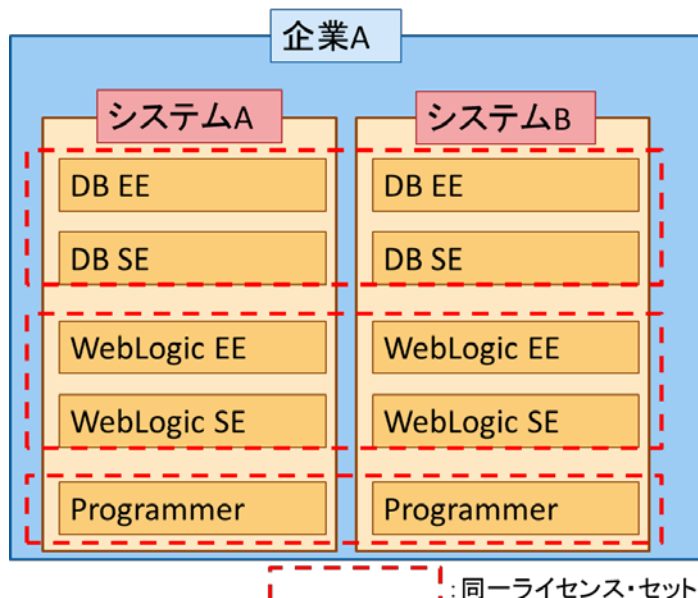 企業A
システムA
システムB
DB EE
DB EE
DB SE
DB SE
WebLogic EE
WebLogic EE
WebLogic SE
WebLogic SE
Programmer
Programmer
:同一ライセンス・セット